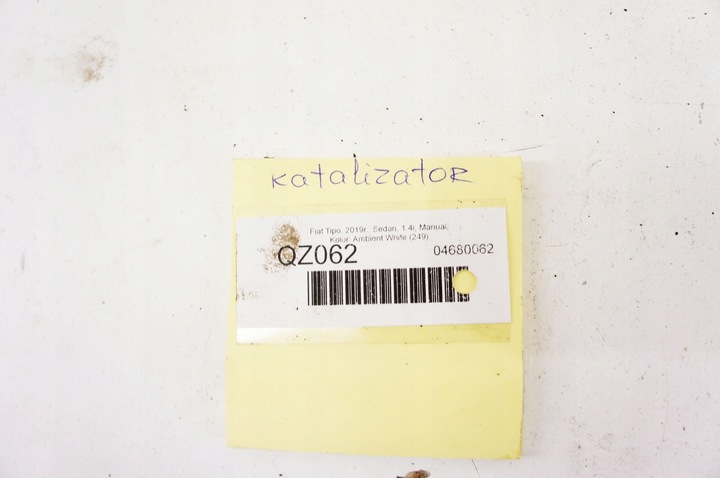 Katalizator
Fiat Tipo, 2019r., Sedan, 1.4i, Manual,
Kolor: Ambient White (249)
QZ062 04680062